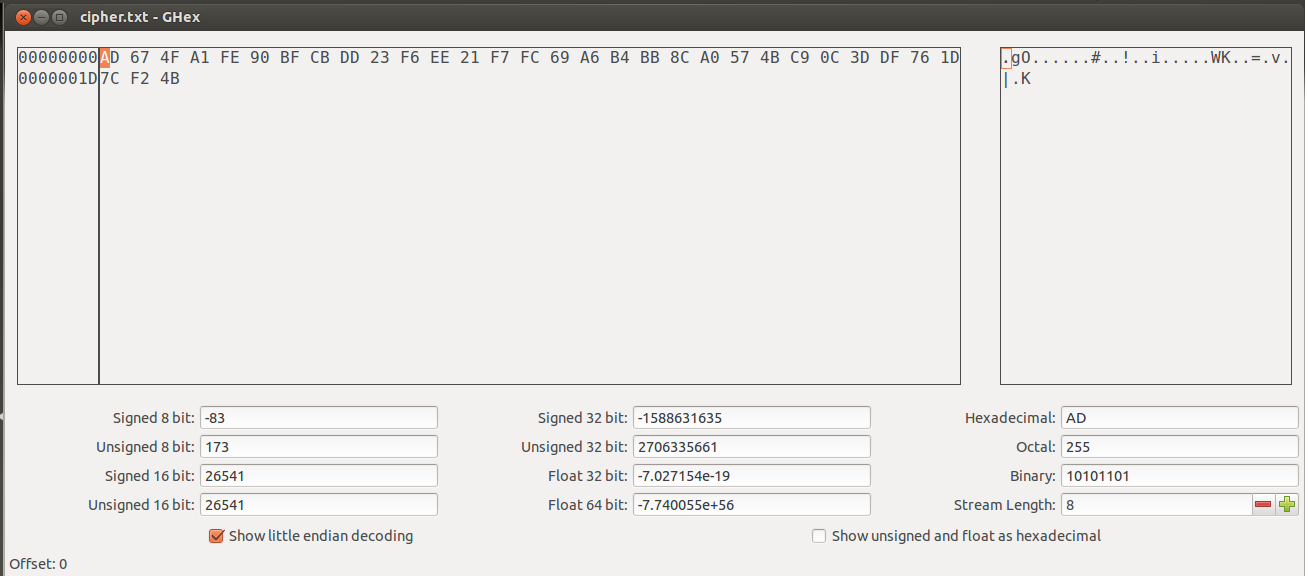 cipher.txt - GHex
00000000 AD 67 4F A1 FE 90 BF CB DD 23 F6 EE 21 F7 FC 69 A6 B4 BB 8C A0 57 4B C9 0C 3D DF 76 1D .gO......#..!..i.....WK..=.v.
0000001D 7C F2 4B |.K
Signed 8 bit: -83 Signed 32 bit: -1588631635 Hexadecimal: AD
Unsigned 8 bit: 173 Unsigned 32 bit: 2706335661 Octal: 255
Signed 16 bit: 26541 Float 32 bit: -7.027154e-19 Binary: 10101101
Unsigned 16 bit: 26541 Float 64 bit: -7.740055e+56 Stream Length: 8
Show little endian decoding Show unsigned and float as hexadecimal
Offset: 0